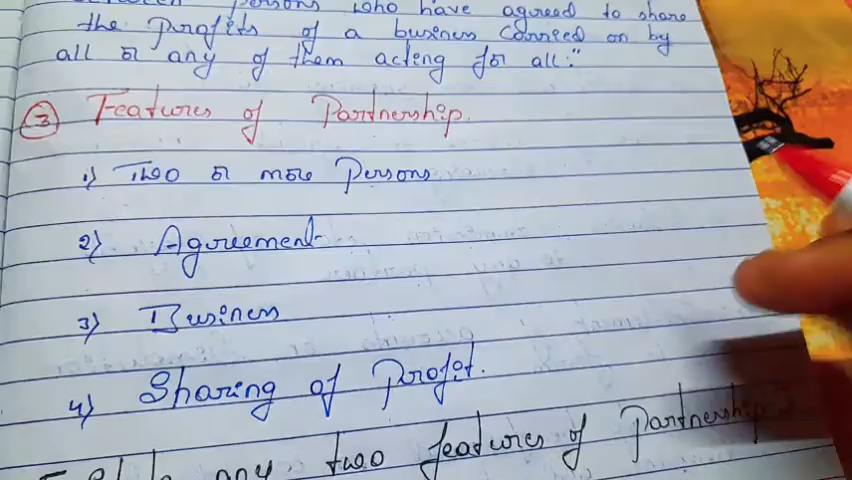 between persons who have agreed to share
the Profits of a business Carried on by
all or any of them acting for all."
3 Features of Partnership.
1) Two or more Persons
2) Agreement
3) Business
4) Sharing of Profit.
any two features of Partnership?